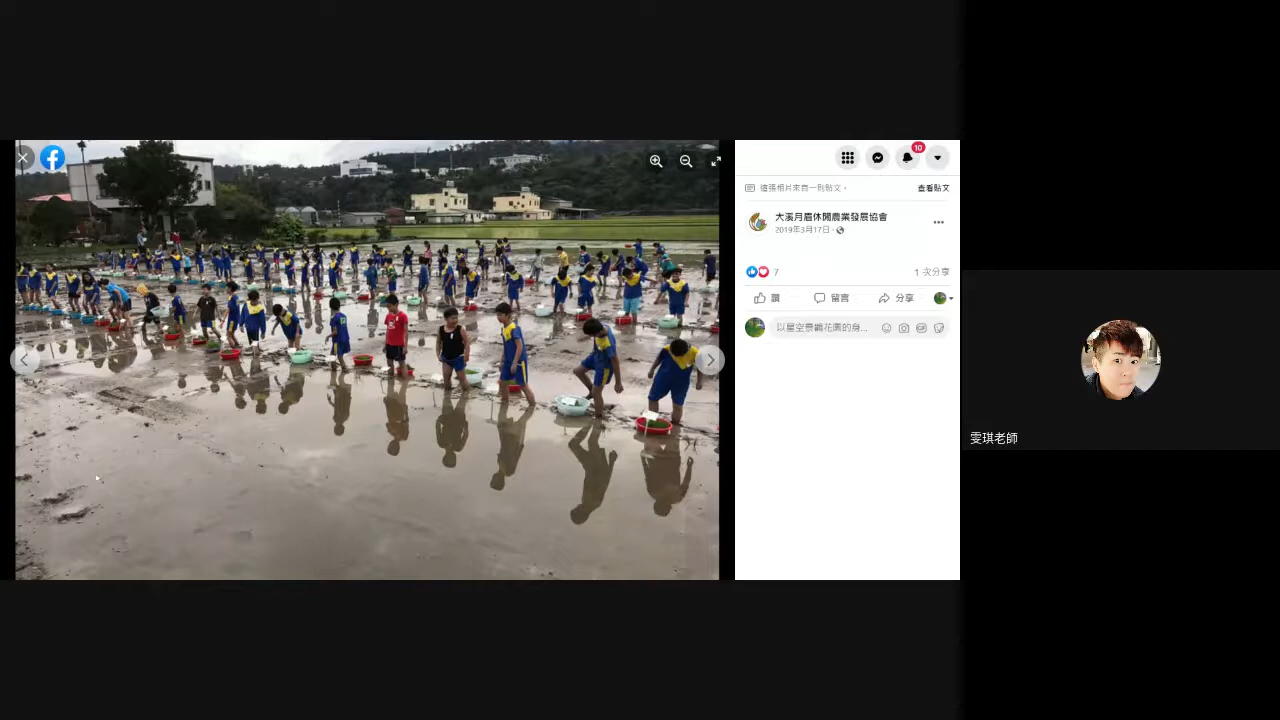 10
這張相片來自一則貼文。
查看貼文
大溪月眉休閒農業發展協會
2019年3月17日 ·
7
1 次分享
讚
留言
分享
以星空景觀花園的身...
雯琪老師